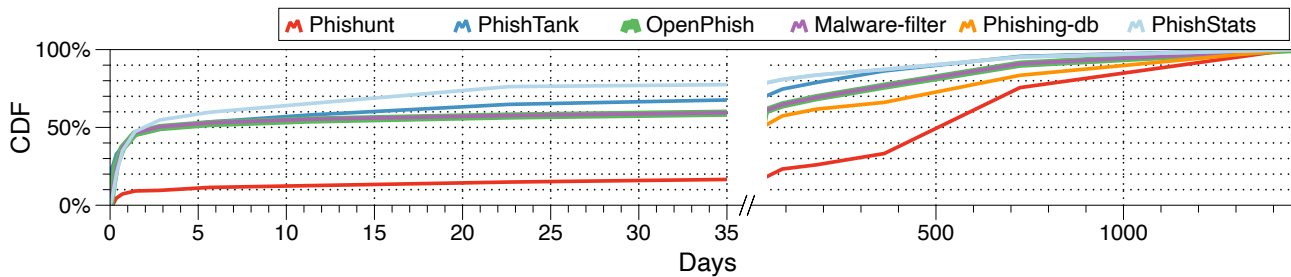 Phishunt PhishTank OpenPhish Malware-filter Phishing-db PhishStats
100%
50%
0%
CDF
0 5 10 15 20 25 30 35 // 500 1000
Days